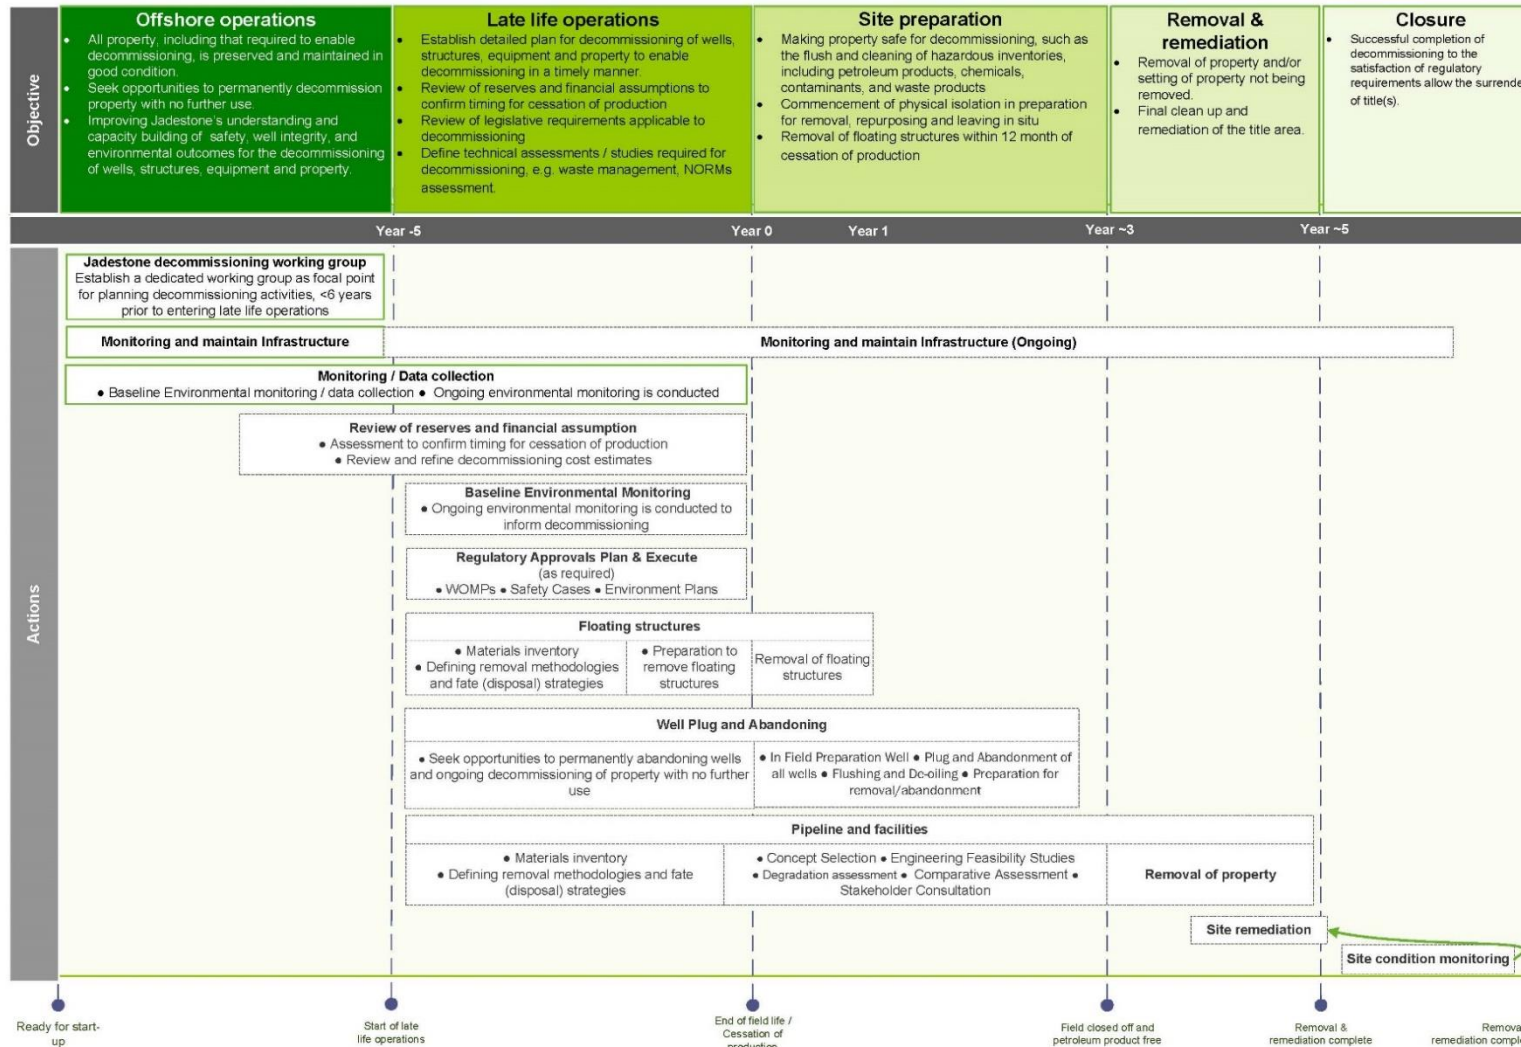 Objective
Offshore operations
• All property, including that required to enable
decommissioning, is preserved and maintained in
good condition.
• Seek opportunities to permanently decommission
property with no further use.
• Improving Jadestone's understanding and
capacity building of safety, well integrity, and
environmental outcomes for the decommissioning
of wells, structures, equipment and property.
Late life operations
• Establish detailed plan for decommissioning of wells,
structures, equipment and property to enable
decommissioning in a timely manner.
• Review of reserves and financial assumptions to
confirm timing for cessation of production
• Review of legislative requirements applicable to
decommissioning
• Define technical assessments / studies required for
decommissioning, e.g. waste management, NORMs
assessment.
Site preparation
• Making property safe for decommissioning, such as
the flush and cleaning of hazardous inventories,
including petroleum products, chemicals,
contaminants, and waste products
• Commencement of physical isolation in preparation
for removal, repurposing and leaving in situ
• Removal of floating structures within 12 month of
cessation of production
Removal &
remediation
• Removal of property and/or
setting of property not being
removed.
• Final clean up and
remediation of the title area.
Closure
• Successful completion of
decommissioning to the
satisfaction of regulatory
requirements allow the surrende
of title(s).
Year -5
Year 0
Year 1
Year ~3
Year ~5
Actions
Jadestone decommissioning working group
Establish a dedicated working group as focal point
for planning decommissioning activities, <6 years
prior to entering late life operations
Monitoring and maintain Infrastructure
Monitoring and maintain Infrastructure (Ongoing)
Monitoring / Data collection
● Baseline Environmental monitoring / data collection ● Ongoing environmental monitoring is conducted
Review of reserves and financial assumption
● Assessment to confirm timing for cessation of production
● Review and refine decommissioning cost estimates
Baseline Environmental Monitoring
● Ongoing environmental monitoring is conducted to
inform decommissioning
Regulatory Approvals Plan & Execute
(as required)
● WOMPs ● Safety Cases ● Environment Plans
Floating structures
● Materials inventory
● Defining removal methodologies
and fate (disposal) strategies
● Preparation to
remove floating
structures
Removal of floating
structures
Well Plug and Abandoning
● Seek opportunities to permanently abandoning wells
and ongoing decommissioning of property with no further
use
● In Field Preparation Well ● Plug and Abandonment of
all wells ● Flushing and De-oiling ● Preparation for
removal/abandonment
Pipeline and facilities
● Materials inventory
● Defining removal methodologies and fate
(disposal) strategies
● Concept Selection ● Engineering Feasibility Studies
● Degradation assessment ● Comparative Assessment ●
Stakeholder Consultation
Removal of property
Site remediation
Site condition monitoring
Ready for start-
up
Start of late
life operations
End of field life /
Cessation of
production
Field closed off and
petroleum product free
Removal &
remediation complete
Remova
remediation comple